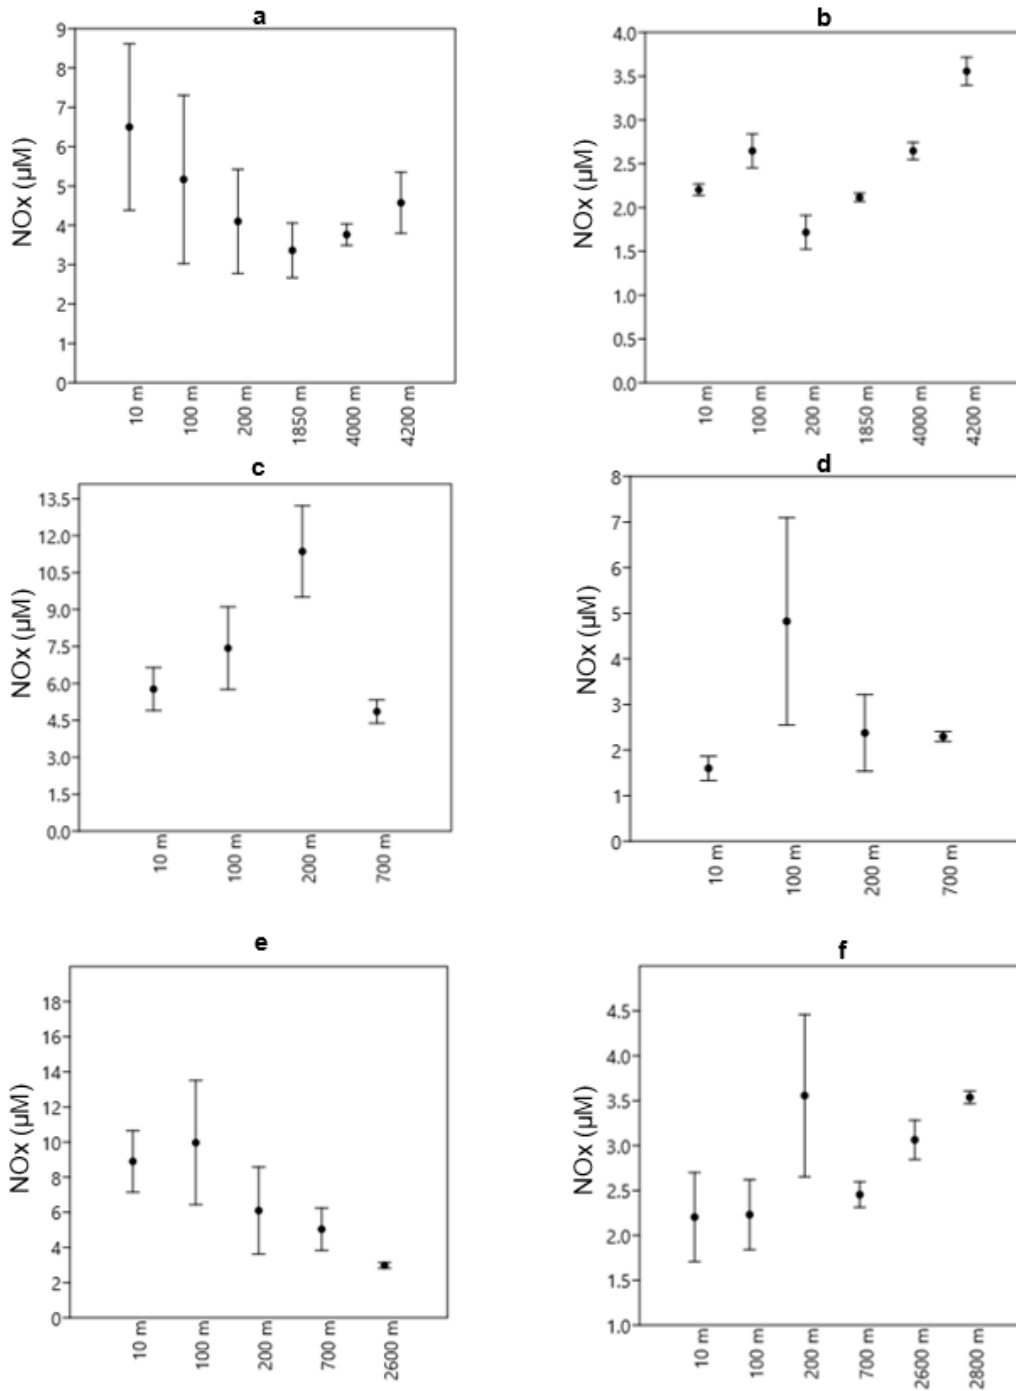 a
NOx (µM)
9
8
7
6
5
4
3
2
1
0
10 m
100 m
200 m
1850 m
4000 m
4200 m
b
NOx (µM)
4.0
3.5
3.0
2.5
2.0
1.5
1.0
0.5
0.0
10 m
100 m
200 m
1850 m
4000 m
4200 m
c
NOx (µM)
13.5
12.0
10.5
9.0
7.5
6.0
4.5
3.0
1.5
0.0
10 m
100 m
200 m
700 m
d
NOx (µM)
8
7
6
5
4
3
2
1
0
10 m
100 m
200 m
700 m
e
NOx (µM)
18
16
14
12
10
8
6
4
2
0
10 m
100 m
200 m
700 m
2600 m
f
NOx (µM)
4.5
4.0
3.5
3.0
2.5
2.0
1.5
1.0
10 m
100 m
200 m
700 m
2600 m
2800 m